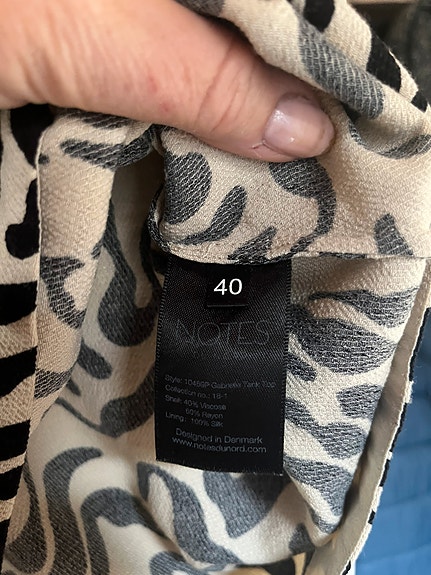 40
NOTES
Style: 10485P Gabrielle Tank Top
Collection no.: 18-1
Shell: 40% Viscose
60% Rayon
Lining: 100% Silk
Designed in Denmark
www.notesdunord.com